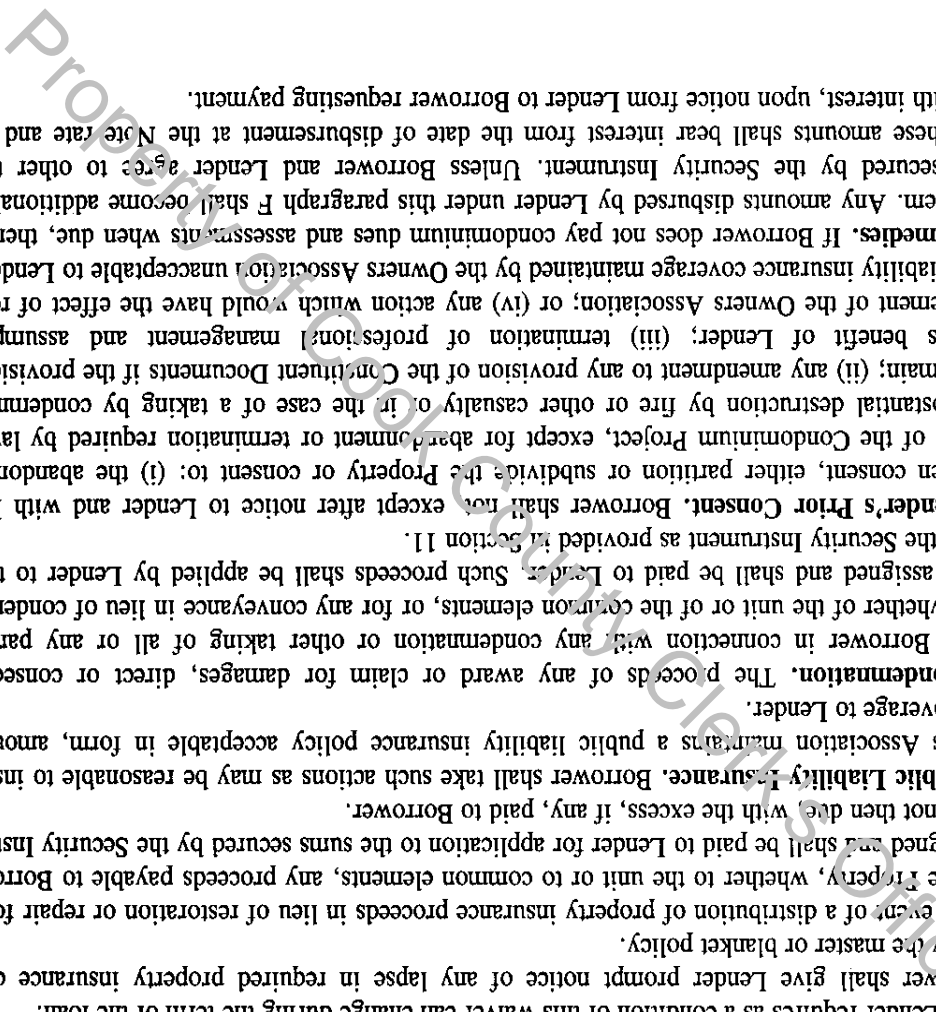 Lender requires as a condition of this waiver can change during the term of the loan.
wer shall give Lender prompt notice of any lapse in required property insurance c
the master or blanket policy.
event of a distribution of property insurance proceeds in lieu of restoration or repair fo
e Property, whether to the unit or to common elements, any proceeds payable to Borro
gned and shall be paid to Lender for application to the sums secured by the Security Inst
not then due, with the excess, if any, paid to Borrower.
blic Liability Insurance. Borrower shall take such actions as may be reasonable to ins
s Association maintains a public liability insurance policy acceptable in form, amou
overage to Lender.
ondemnation. The proceeds of any award or claim for damages, direct or conseq
Borrower in connection with any condemnation or other taking of all or any par
whether of the unit or of the common elements, or for any conveyance in lieu of condem
assigned and shall be paid to Lender. Such proceeds shall be applied by Lender to t
the Security Instrument as provided in Section 11.
nder's Prior Consent. Borrower shall not, except after notice to Lender and with
en consent, either partition or subdivide the Property or consent to: (i) the abandon
of the Condominium Project, except for abandonment or termination required by la
ostantial destruction by fire or other casualty or in the case of a taking by condemn
main; (ii) any amendment to any provision of the Constituent Documents if the provisi
s benefit of Lender; (iii) termination of professional management and assump
ement of the Owners Association; or (iv) any action which would have the effect of r
iability insurance coverage maintained by the Owners Association unacceptable to Lend
medies. If Borrower does not pay condominium dues and assessments when due, then
em. Any amounts disbursed by Lender under this paragraph F shall become additiona
secured by the Security Instrument. Unless Borrower and Lender agree to other t
hese amounts shall bear interest from the date of disbursement at the Note rate and
ith interest, upon notice from Lender to Borrower requesting payment.
Property of Cook County Clerk's Offic